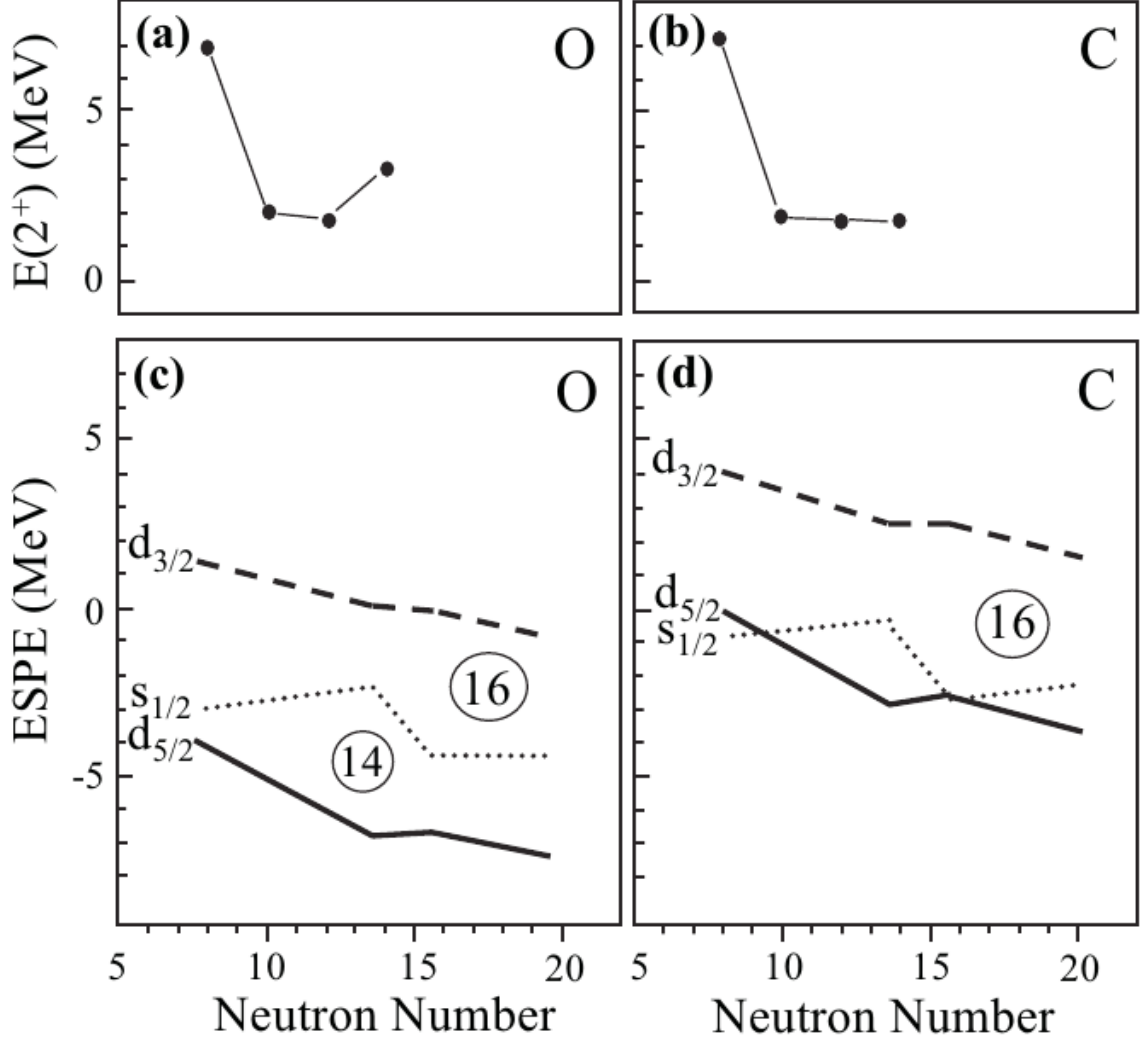 (a) O
(b) C
E(2⁺) (MeV)
5
0
(c) O
(d) C
ESPE (MeV)
5
0
-5
d3/2
s1/2
d5/2
14
16
d3/2
d5/2
s1/2
16
5 10 15 20
5 10 15 20
Neutron Number
Neutron Number